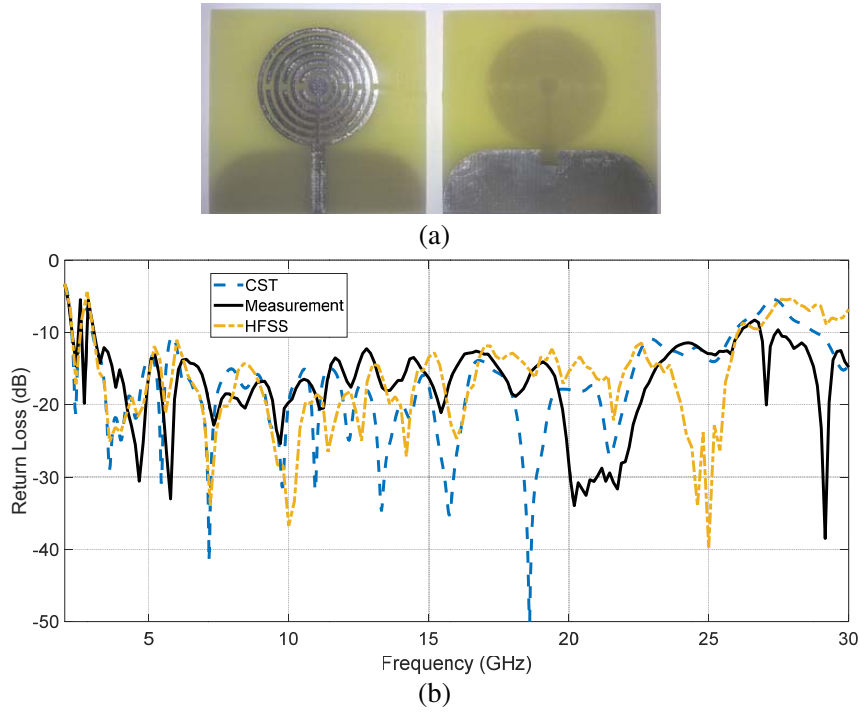 (a)
0
-10
-20
-30
-40
-50
Return Loss (dB)
CST
Measurement
HFSS
5
10
15
20
25
30
Frequency (GHz)
(b)